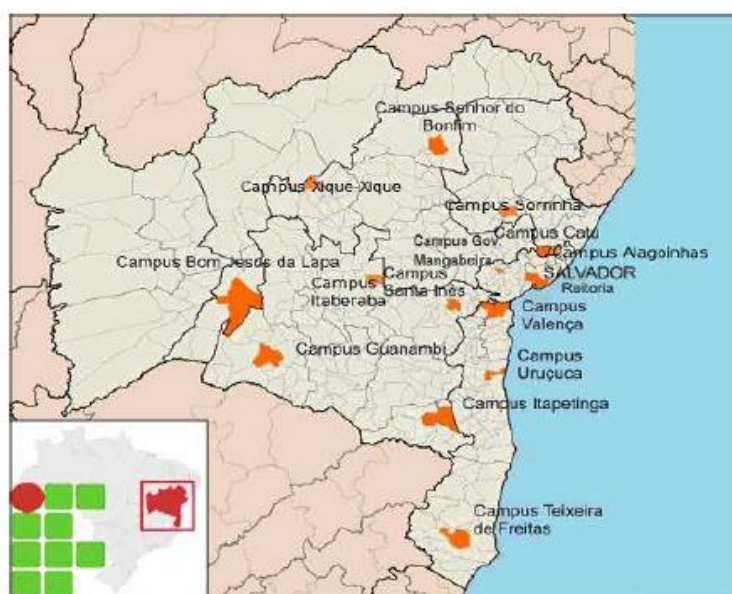 Campus Senhor do
Bonfim
Campus Xique-Xique
Campus Serrinha
Campus Catu
Campus Gov.
Mangabeira
Campus Alagoinhas
Campus Bom Jesus da Lapa
Campus
Itaberaba
Campus
Santa Inês
SALVADOR
Reitoria
Campus
Valença
Campus Guanambi
Campus
Uruçuca
Campus Itapetinga
Campus Teixeira
de Freitas